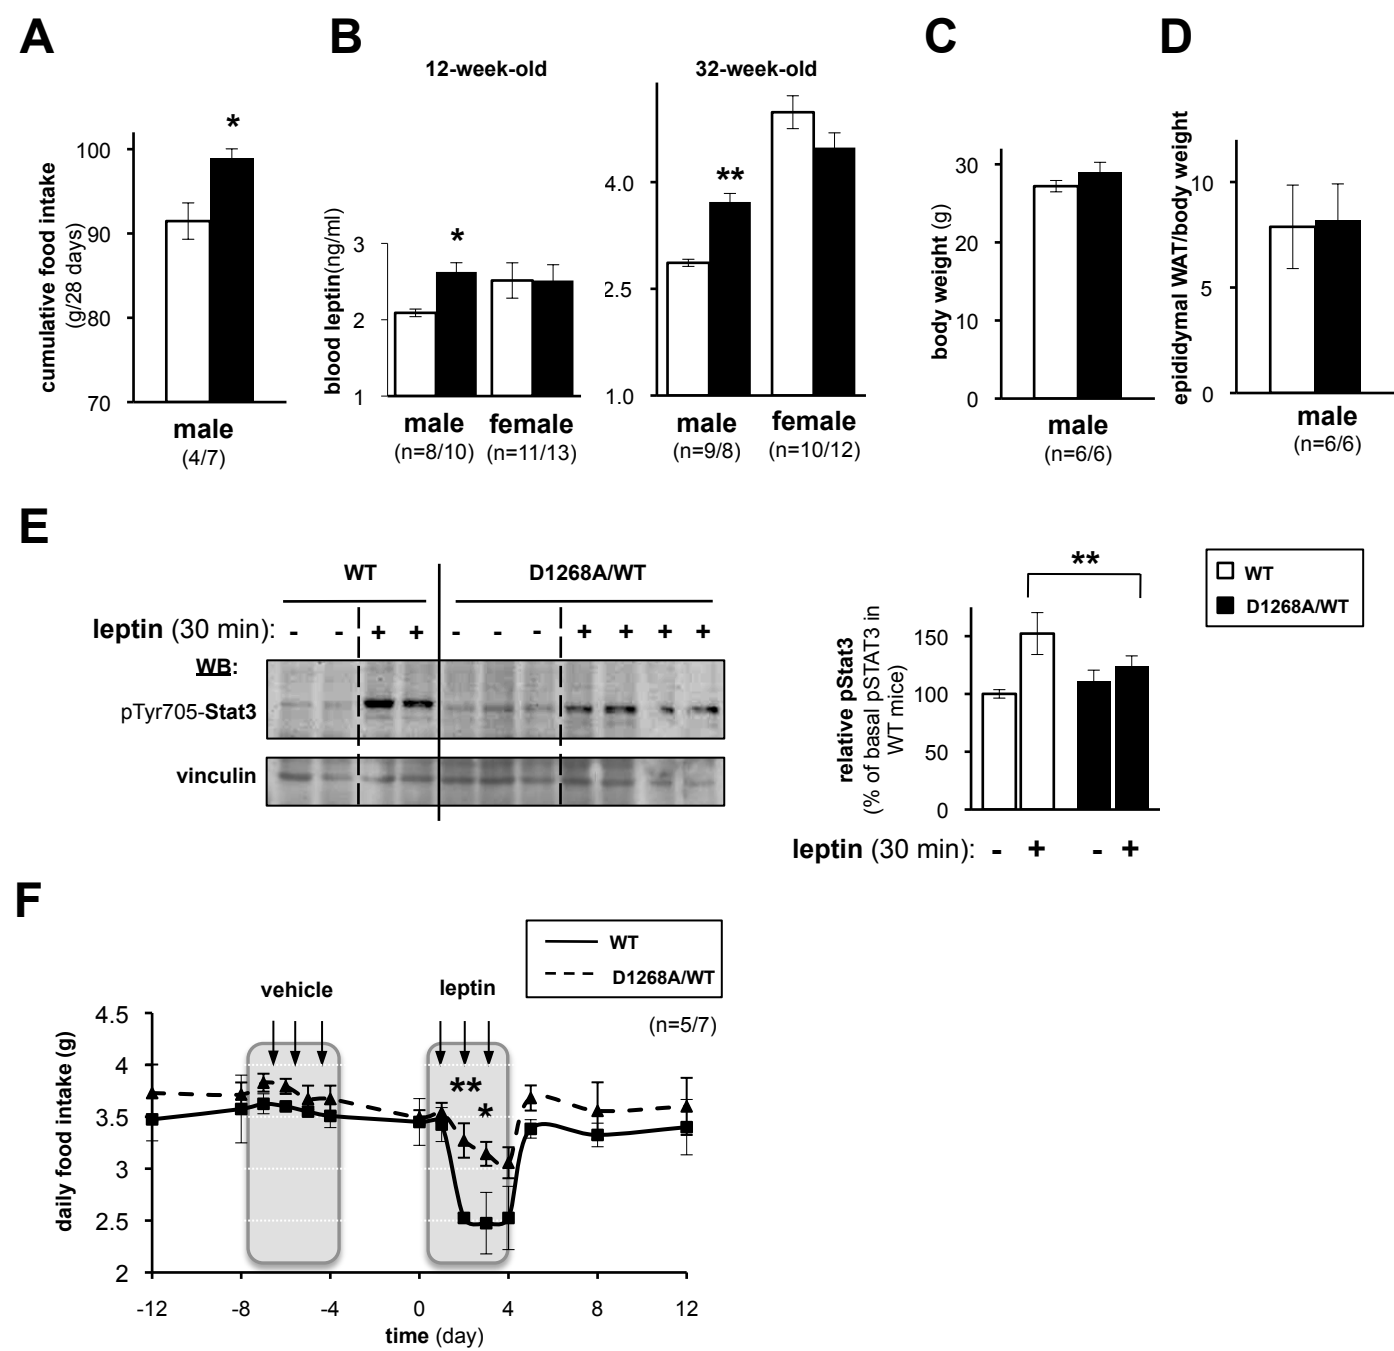 A
cumulative food intake
(g/28 days)
100
90
80
70
*
male
(4/7)
B
12-week-old
32-week-old
blood leptin(ng/ml)
3
2
1
*
male
female
(n=8/10)
(n=11/13)
4.0
2.5
1.0
**
male
female
(n=9/8)
(n=10/12)
C
body weight (g)
30
20
10
0
male
(n=6/6)
D
epididymal WAT/body weight
10
5
0
male
(n=6/6)
E
WT
D1268A/WT
leptin (30 min): - - + + - - - + + + +
WB:
pTyr705-Stat3
vinculin
relative pStat3
(% of basal pSTAT3 in
WT mice)
150
100
50
0
**
leptin (30 min): - + - +
WT
D1268A/WT
F
WT
D1268A/WT
(n=5/7)
vehicle
leptin
daily food intake (g)
4.5
4
3.5
3
2.5
2
**
*
-12 -8 -4 0 4 8 12
time (day)